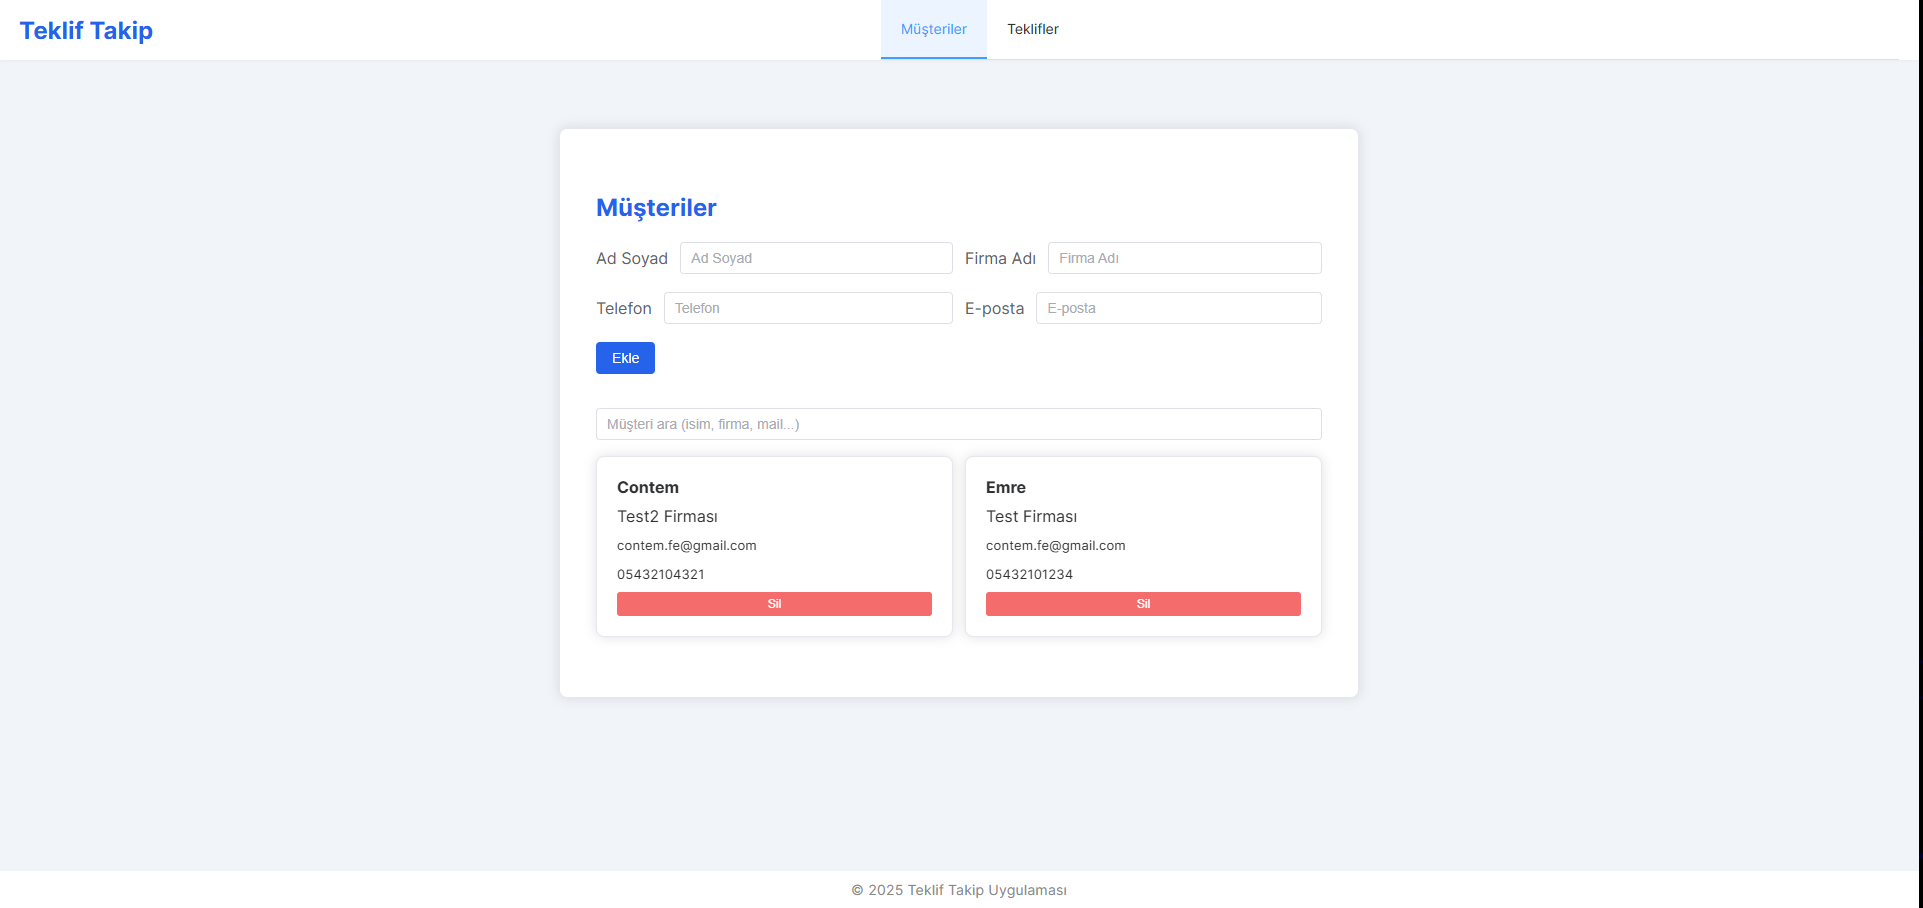 Teklif Takip
Müşteriler
Teklifler
Müşteriler
Ad Soyad
Ad Soyad
Firma Adı
Firma Adı
Telefon
Telefon
E-posta
E-posta
Ekle
Müşteri ara (isim, firma, mail...)
Contem
Test2 Firması
contem.fe@gmail.com
05432104321
Sil
Emre
Test Firması
contem.fe@gmail.com
05432101234
Sil
© 2025 Teklif Takip Uygulaması